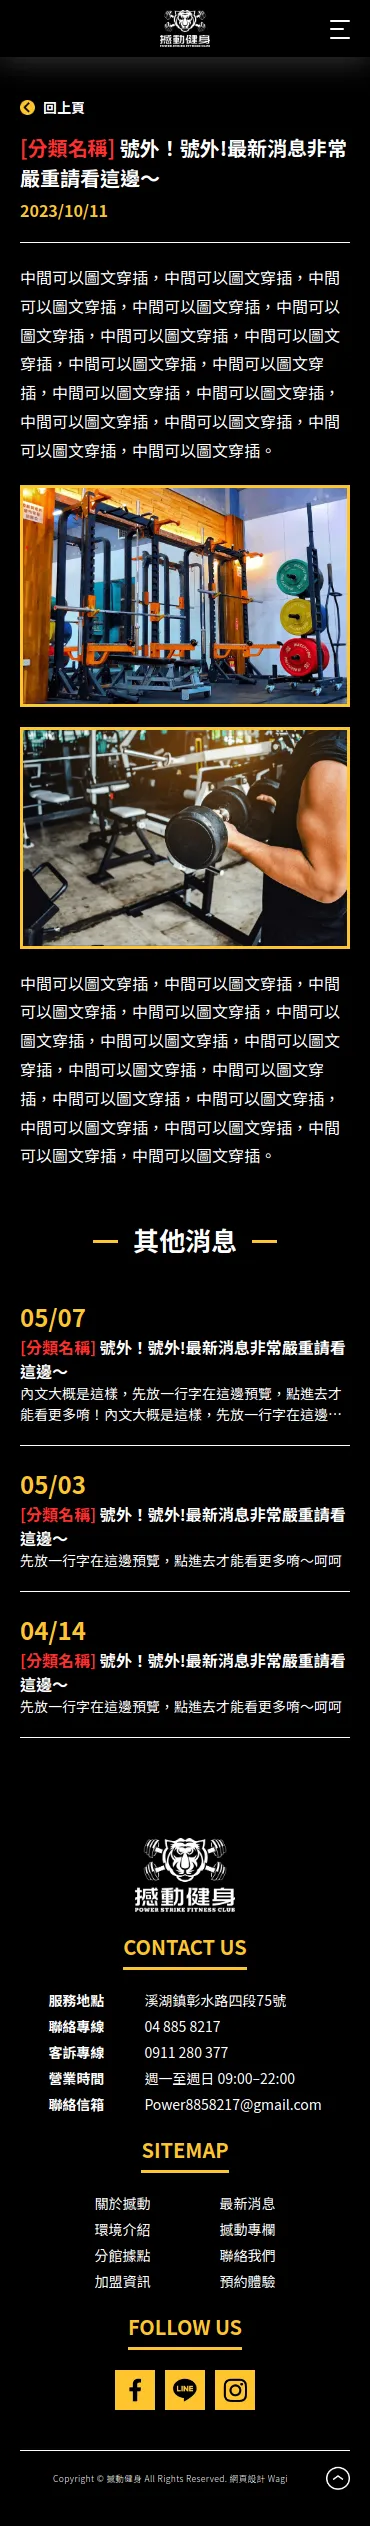 撼動健身
POWER STRIKE FITNESS CLUB
回上頁
[分類名稱] 號外！號外!最新消息非常
嚴重請看這邊～
2023/10/11
中間可以圖文穿插，中間可以圖文穿插，中間
可以圖文穿插，中間可以圖文穿插，中間可以
圖文穿插，中間可以圖文穿插，中間可以圖文
穿插，中間可以圖文穿插，中間可以圖文穿
插，中間可以圖文穿插，中間可以圖文穿插，
中間可以圖文穿插，中間可以圖文穿插，中間
可以圖文穿插，中間可以圖文穿插。
中間可以圖文穿插，中間可以圖文穿插，中間
可以圖文穿插，中間可以圖文穿插，中間可以
圖文穿插，中間可以圖文穿插，中間可以圖文
穿插，中間可以圖文穿插，中間可以圖文穿
插，中間可以圖文穿插，中間可以圖文穿插，
中間可以圖文穿插，中間可以圖文穿插，中間
可以圖文穿插，中間可以圖文穿插。
其他消息
05/07
[分類名稱] 號外！號外!最新消息非常嚴重請看
這邊～
內文大概是這樣，先放一行字在這邊預覽，點進去才
能看更多唷！內文大概是這樣，先放一行字在這邊…
05/03
[分類名稱] 號外！號外!最新消息非常嚴重請看
這邊～
先放一行字在這邊預覽，點進去才能看更多唷～呵呵
04/14
[分類名稱] 號外！號外!最新消息非常嚴重請看
這邊～
先放一行字在這邊預覽，點進去才能看更多唷～呵呵
撼動健身
POWER STRIKE FITNESS CLUB
CONTACT US
服務地點 溪湖鎮彰水路四段75號
聯絡專線 04 885 8217
客訴專線 0911 280 377
營業時間 週一至週日 09:00–22:00
聯絡信箱 Power8858217@gmail.com
SITEMAP
關於撼動 最新消息
環境介紹 撼動專欄
分館據點 聯絡我們
加盟資訊 預約體驗
FOLLOW US
LINE
Copyright © 撼動健身 All Rights Reserved. 網頁設計 Wagi